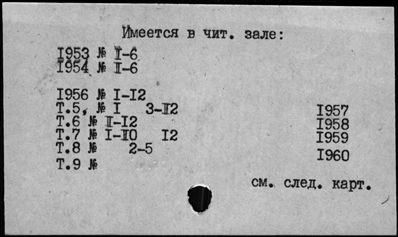 Имеется в чит. зале:
1953 № I-6
1954 № I-6
1956 № I-I2
Т.5, № I 3-I2 1957
Т.6 № I-I2 1958
Т.7 № I-I0 I2 1959
Т.8 № 2-5 1960
Т.9 №
см. след. карт.